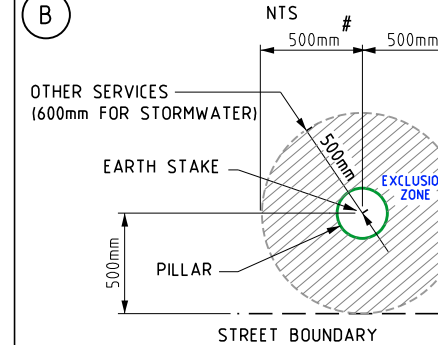 B
NTS
#
500mm
500mm
OTHER SERVICES
(600mm FOR STORMWATER)
500mm
EARTH STAKE
EXCLUSIO
ZONE
500mm
PILLAR
STREET BOUNDARY